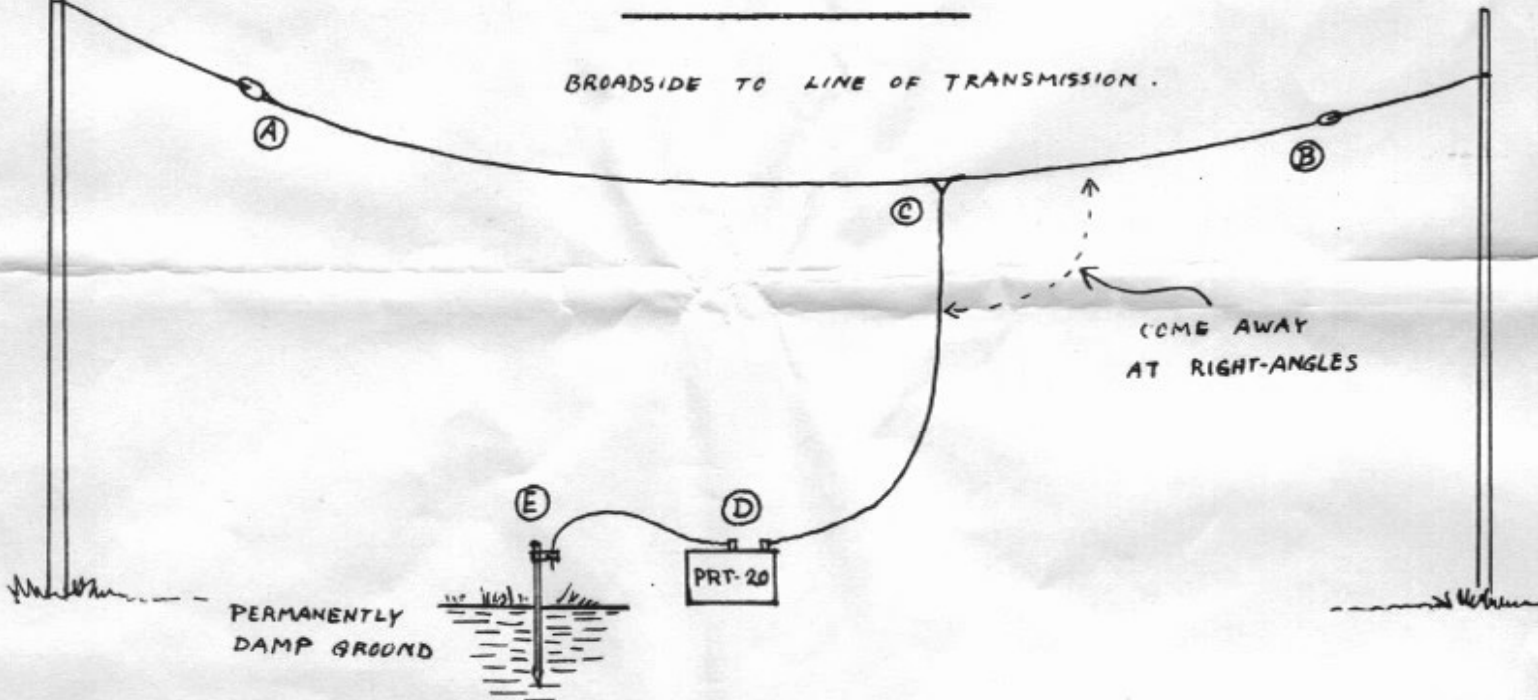 BROADSIDE TO LINE OF TRANSMISSION.
A
B
C
COME AWAY
AT RIGHT-ANGLES
E
D
PRT-20
PERMANENTLY
DAMP GROUND